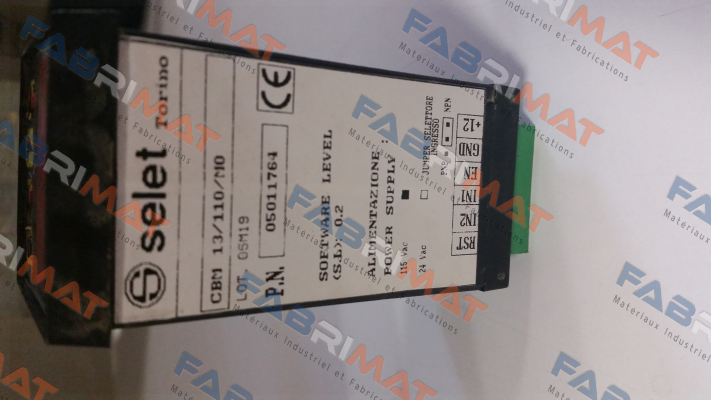 selet Torino
CBM 13/110/M0
LOT 05M19
P.N. 05011764
CE
SOFTWARE LEVEL
(S.L): 0.2
ALIMENTAZIONE
POWER SUPPLY :
115 Vac
24 Vac
JUMPER SELETTORE
INGRESSO
NPN
RST IN2 IN1 EN GND +12
FABRIMAT
Matériaux Industriel et Fabrications